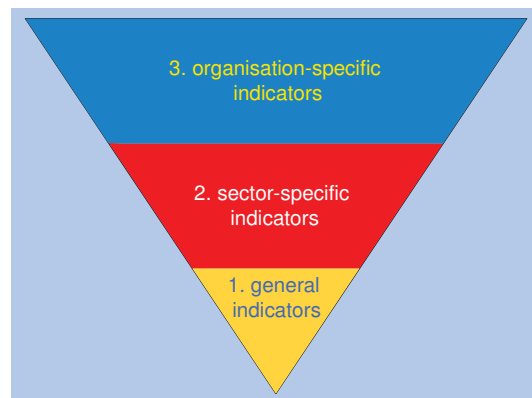 3. organisation-specific
indicators
2. sector-specific
indicators
1. general
indicators